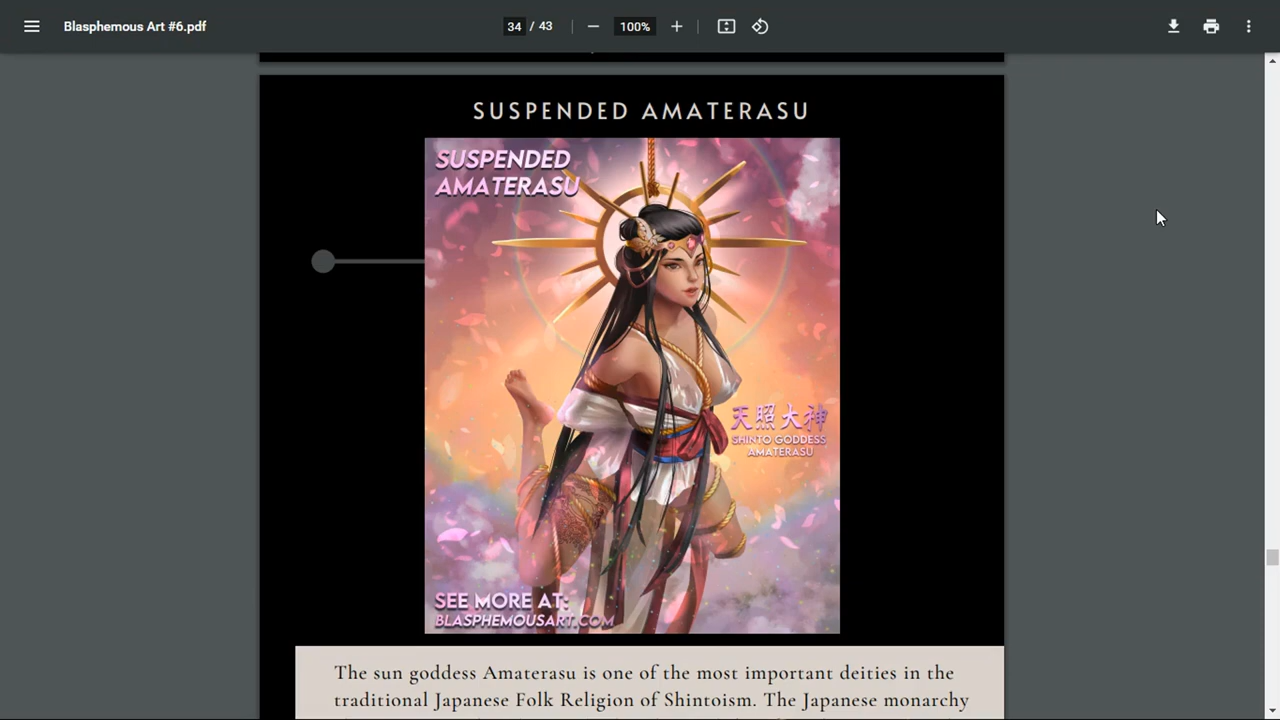 Blasphemous Art #6.pdf
34 / 43
100%
SUSPENDED AMATERASU
SUSPENDED
AMATERASU
天照大神
SHINTO GODDESS
AMATERASU
SEE MORE AT:
BLASPHEMOUSART.COM
The sun goddess Amaterasu is one of the most important deities in the
traditional Japanese Folk Religion of Shintoism. The Japanese monarchy